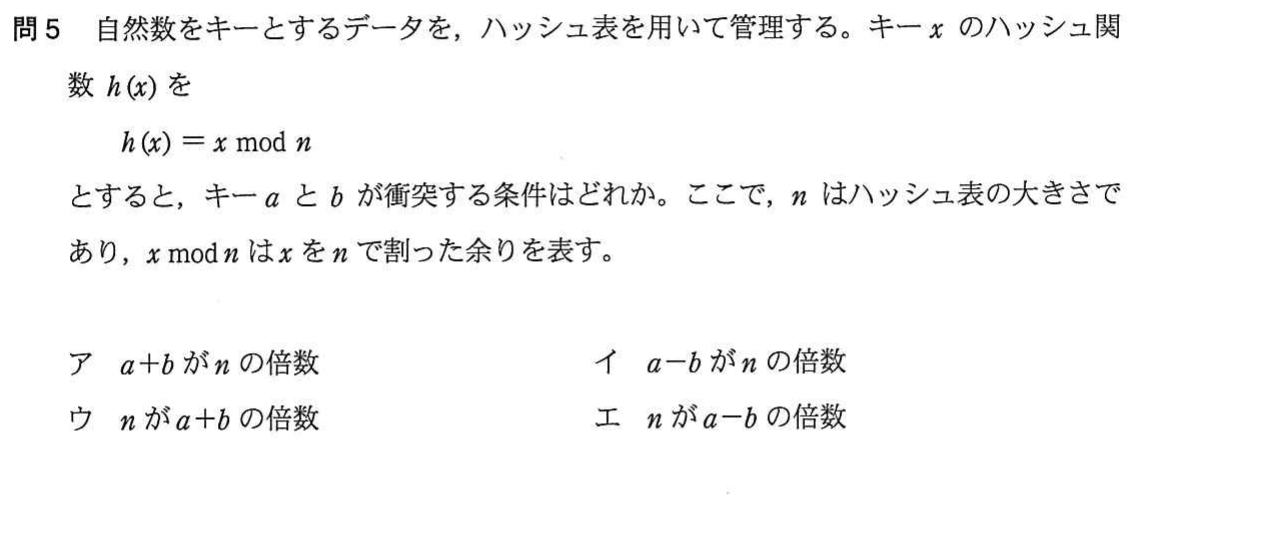 問5 自然数をキーとするデータを，ハッシュ表を用いて管理する。キー x のハッシュ関
数 h(x) を
h(x) = x mod n
とすると，キー a と b が衝突する条件はどれか。ここで，n はハッシュ表の大きさで
あり，x mod n は x を n で割った余りを表す。
ア a+b が n の倍数 イ a-b が n の倍数
ウ n が a+b の倍数 エ n が a-b の倍数